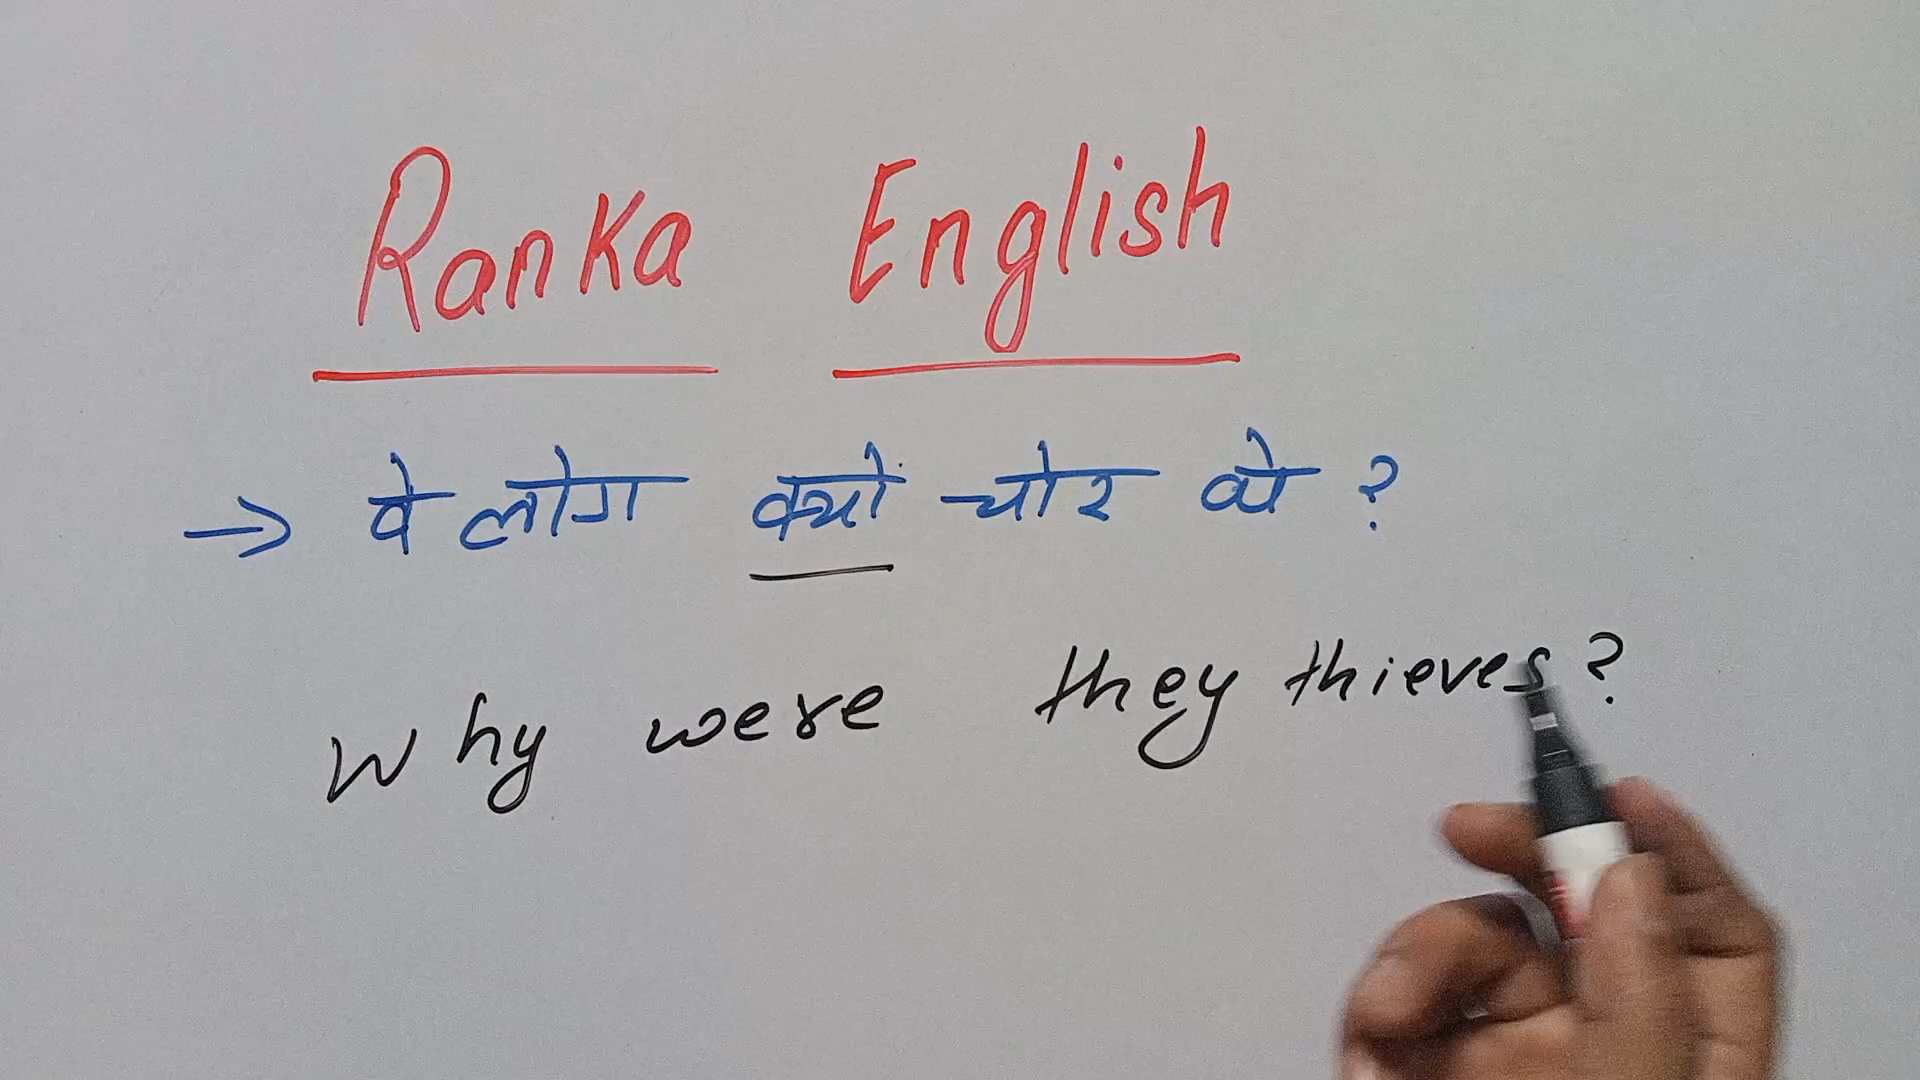 Ranka English
→ वे लोग क्यों चोर थे ?
Why were they thieves?